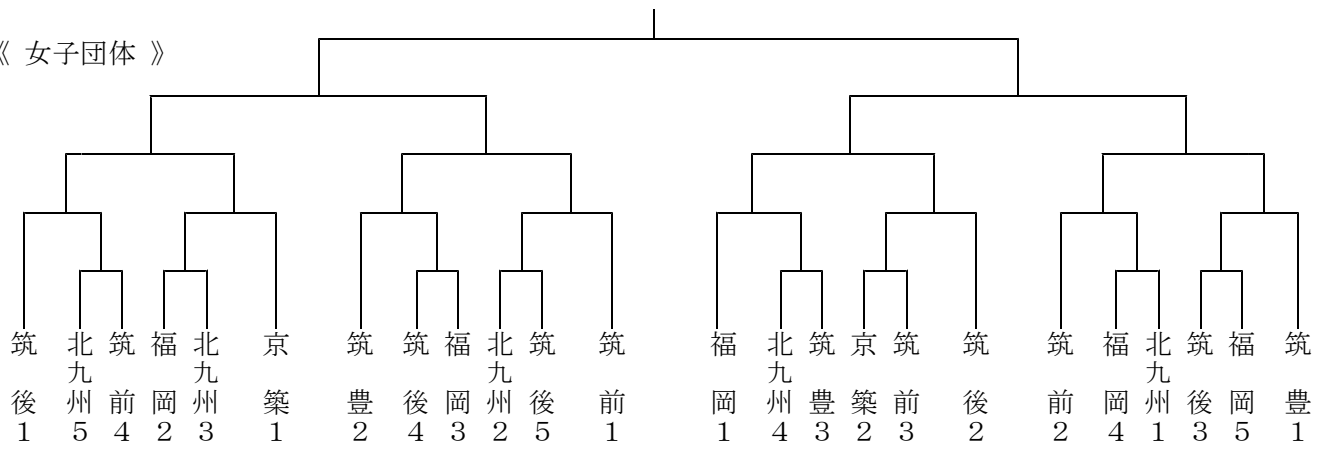 《 女子団体 》
筑後１
北九州５
筑前４
福岡２
北九州３
京築１
筑豊２
筑後４
福岡３
北九州２
筑後５
筑前１
福岡１
北九州４
筑豊３
京築２
筑前３
筑後２
筑前２
福岡４
北九州１
筑後３
福岡５
筑豊１